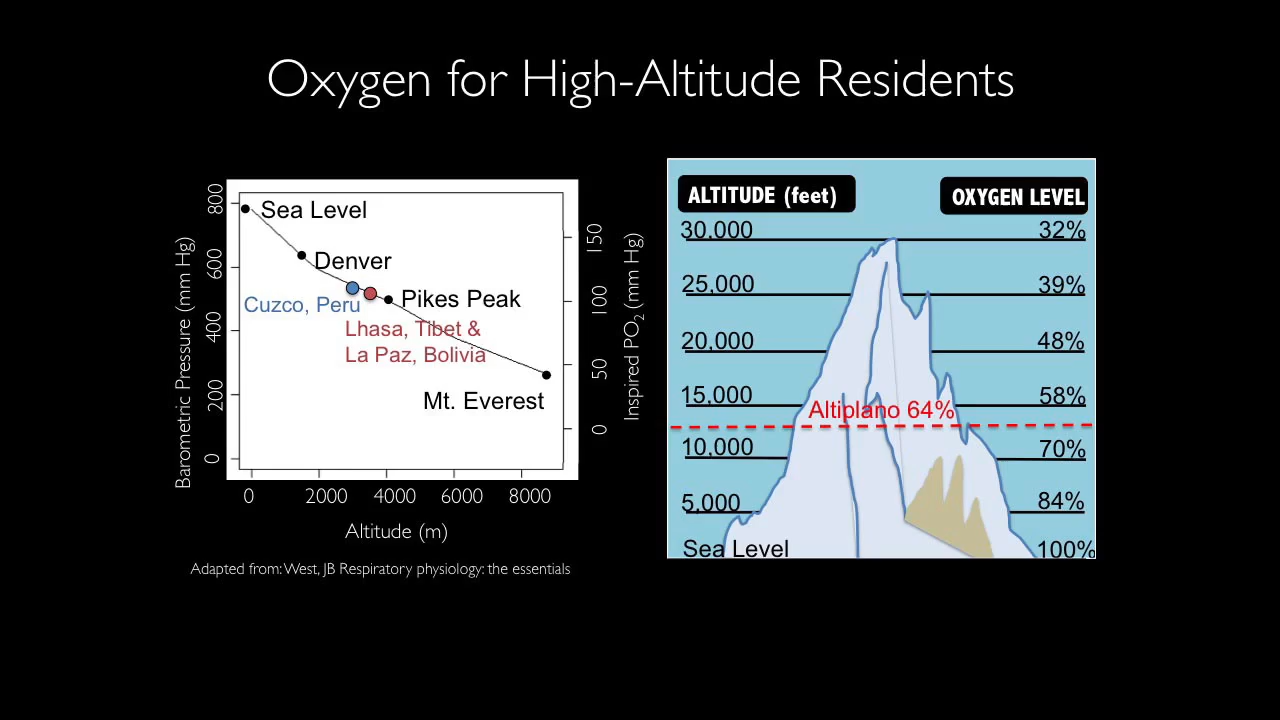 Oxygen for High-Altitude Residents
800
600
400
200
0
Barometric Pressure (mm Hg)
Sea Level
Denver
Cuzco, Peru
Pikes Peak
Lhasa, Tibet &
La Paz, Bolivia
Mt. Everest
150
100
50
0
Inspired PO2 (mm Hg)
0 2000 4000 6000 8000
Altitude (m)
Adapted from: West, JB Respiratory physiology: the essentials
ALTITUDE (feet) OXYGEN LEVEL
30,000 32%
25,000 39%
20,000 48%
15,000 58%
Altiplano 64%
10,000 70%
5,000 84%
Sea Level 100%